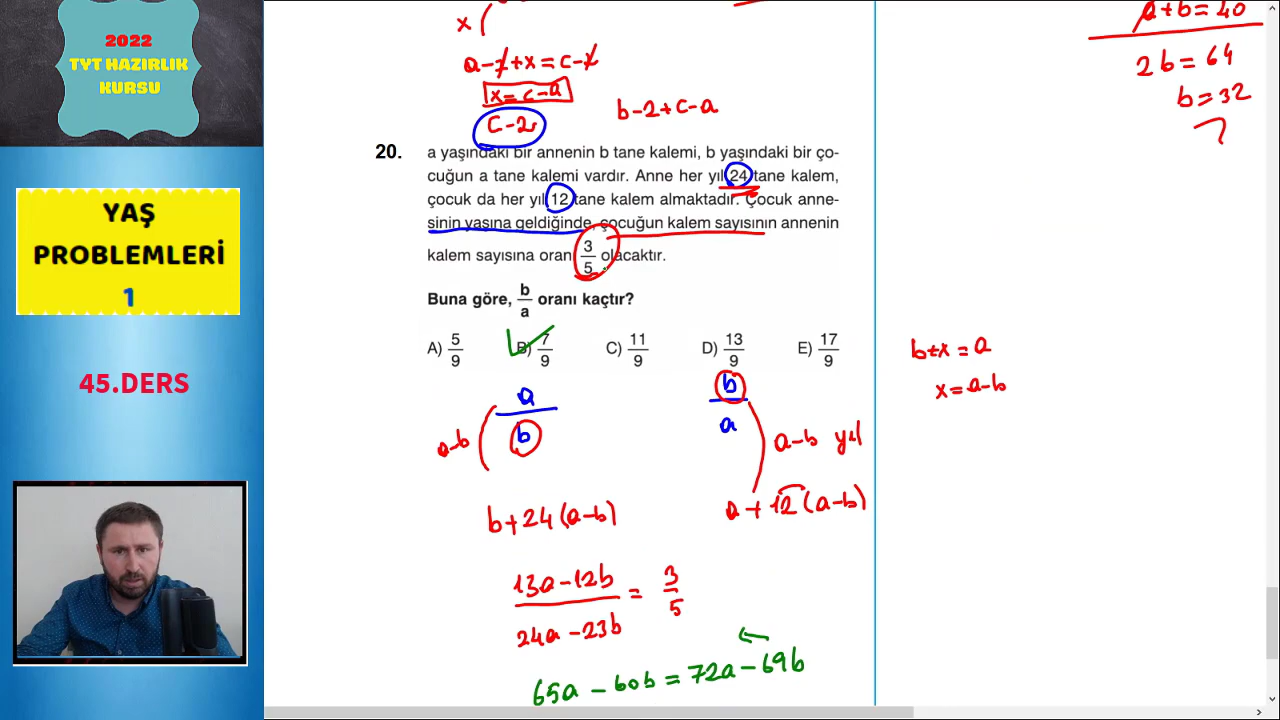 2022
TYT HAZIRLIK
KURSU
YAŞ
PROBLEMLERİ
1
45.DERS
x
a-2+x=c-2
x=c-a
c-2
b-2+c-a
a+b=40
2b=64
b=32
20. a yaşındaki bir annenin b tane kalemi, b yaşındaki bir ço-
cuğun a tane kalemi vardır. Anne her yıl 24 tane kalem,
çocuk da her yıl 12 tane kalem almaktadır. Çocuk anne-
sinin yaşına geldiğinde, çocuğun kalem sayısının annenin
kalem sayısına oranı 3/5 olacaktır.
Buna göre, b/a oranı kaçtır?
A) 5/9 B) 7/9 C) 11/9 D) 13/9 E) 17/9
b+x=a
x=a-b
a/b
a-b
b/a
a-b yıl
b+24(a-b)
a+12(a-b)
13a-12b/24a-23b = 3/5
65a-60b=72a-69b